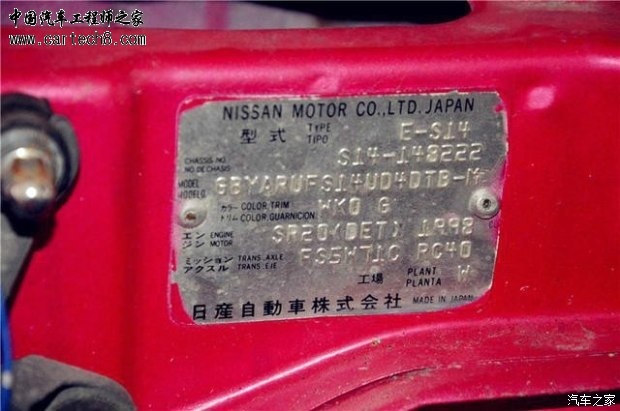 中国汽车工程师之家
www.cartech8.com
NISSAN MOTOR CO.,LTD. JAPAN
型式 TYPE TIPO E-S14
CHASSIS NO. NO.DE CHASIS S14-148222
MODEL MODELO GBYARUFS14UD4DTB-M
カラー COLOR, TRIM WK0 G
トリム COLOR, GUARNICION
エンジン ENGINE MOTOR SR20(DET) 1998
ミッション アクスル TRANS. AXLE TRANS. EJE FS5W71C RC40
工場 PLANT PLANTA W
日産自動車株式会社 MADE IN JAPAN
汽车之家